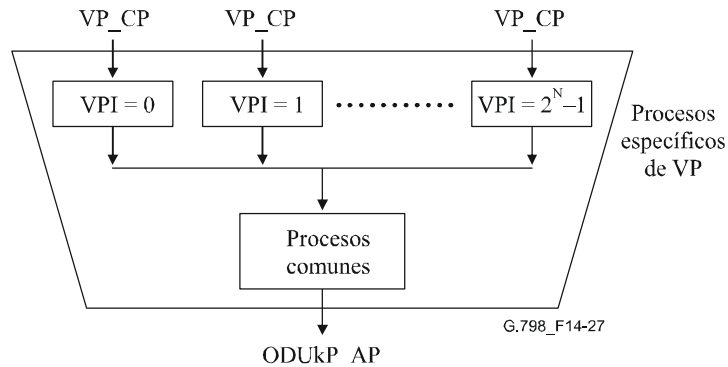 VP_CP VP_CP VP_CP
VPI = 0 VPI = 1 VPI = 2^N–1
Procesos
específicos
de VP
Procesos
comunes
G.798_F14-27
ODUkP_AP